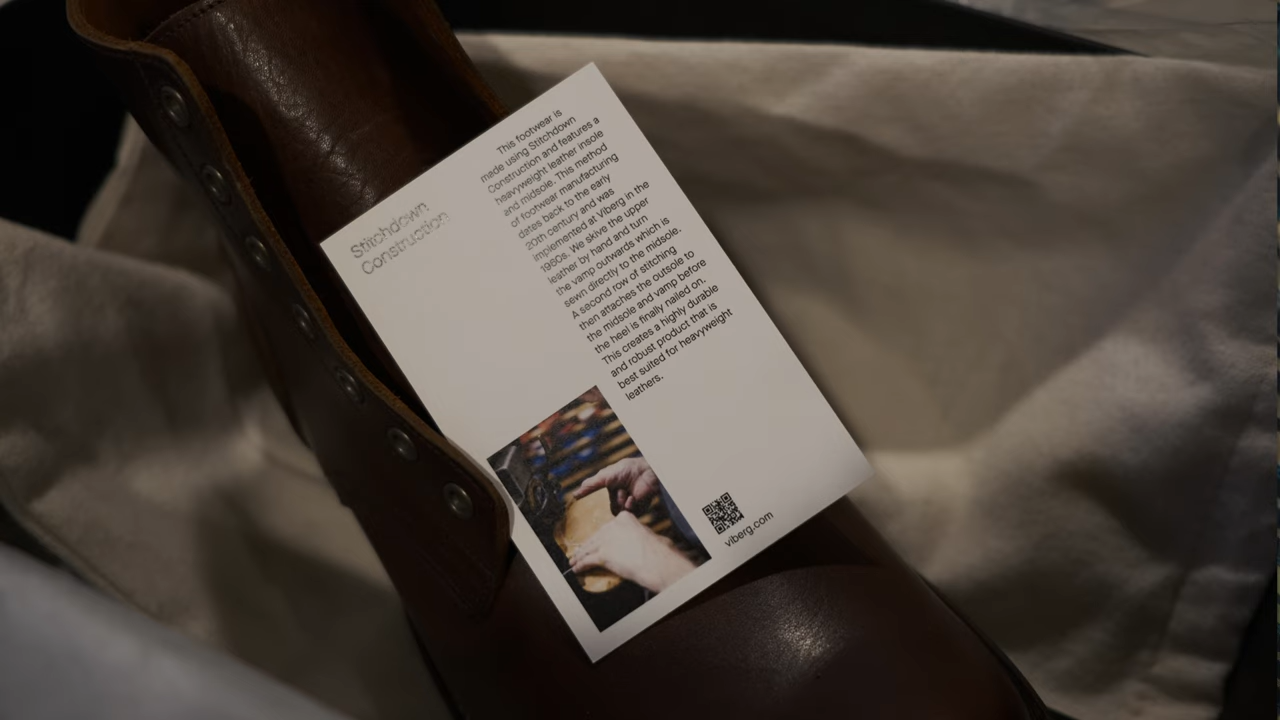 Stitchdown
Construction
This footwear is
made using Stitchdown
Construction and features a
heavyweight leather insole
and midsole. This method
of footwear manufacturing
dates back to the early
20th century and was
implemented at Viberg in the
1960s. We skive the upper
leather by hand and turn
the vamp outwards which is
sewn directly to the midsole.
A second row of stitching
then attaches the outsole to
the midsole and vamp before
the heel is finally nailed on.
This creates a highly durable
and robust product that is
best suited for heavyweight
leathers.
viberg.com